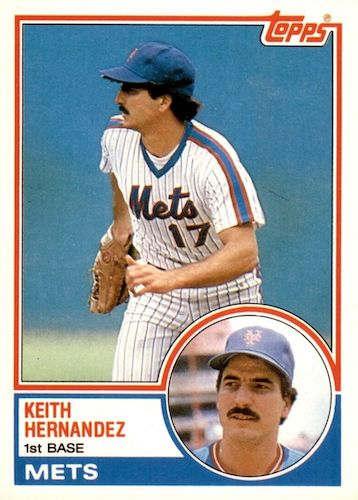 Topps
Mets
17
KEITH
HERNANDEZ
1st BASE
METS